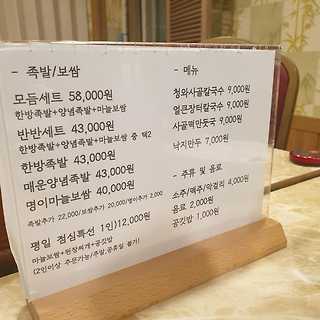 - 족발/보쌈
모듬세트 58,000원
한방족발+양념족발+마늘보쌈
반반세트 43,000원
한방족발+양념족발+마늘보쌈 중 택2
한방족발 43,000원
매운양념족발 43,000원
명이마늘보쌈 40,000원
족발추가 22,000/보쌈추가 20,000/명이추가 2,000
평일 점심특선 1인)12,000원
마늘보쌈+된장찌개+공깃밥
(2인이상 주문가능/주말,공휴일 불가)
- 메뉴
청와사골칼국수 9,000원
얼큰장터칼국수 9,000원
사골떡만둣국 9,000원
낙지만두 7,000원
- 주류 및 음료
소주/맥주/막걸리 4,000원
음료 2,000원
공깃밥 1,000원